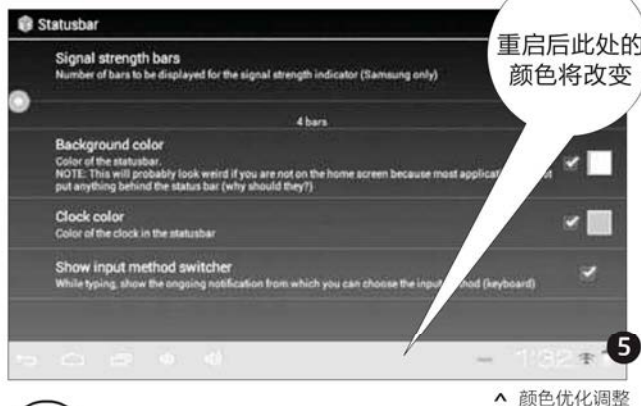 Statusbar
重启后此处的
颜色将改变
Signal strength bars
Number of bars to be displayed for the signal strength indicator (Samsung only)
4 bars
Background color
Color of the statusbar.
NOTE: This will probably look weird if you are not on the home screen because most applicat
put anything behind the status bar (why should they?)
Clock color
Color of the clock in the statusbar
Show input method switcher
While typing, show the ongoing notification from which you can choose the input (keyboard)
1:32
5
^ 颜色优化调整